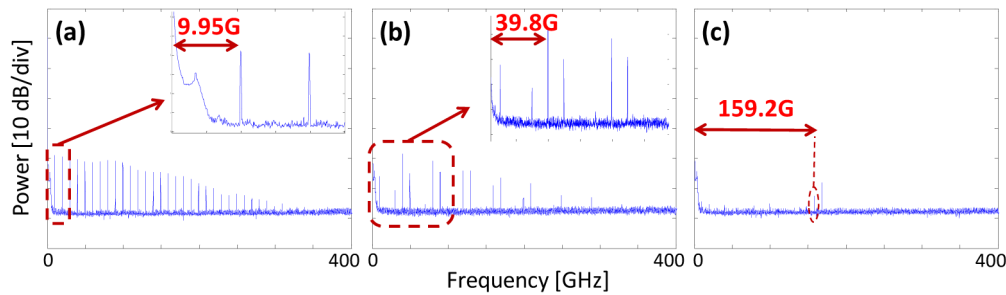 (a)
9.95G
(b)
39.8G
(c)
159.2G
Power [10 dB/div]
0
400
0
400
0
400
Frequency [GHz]